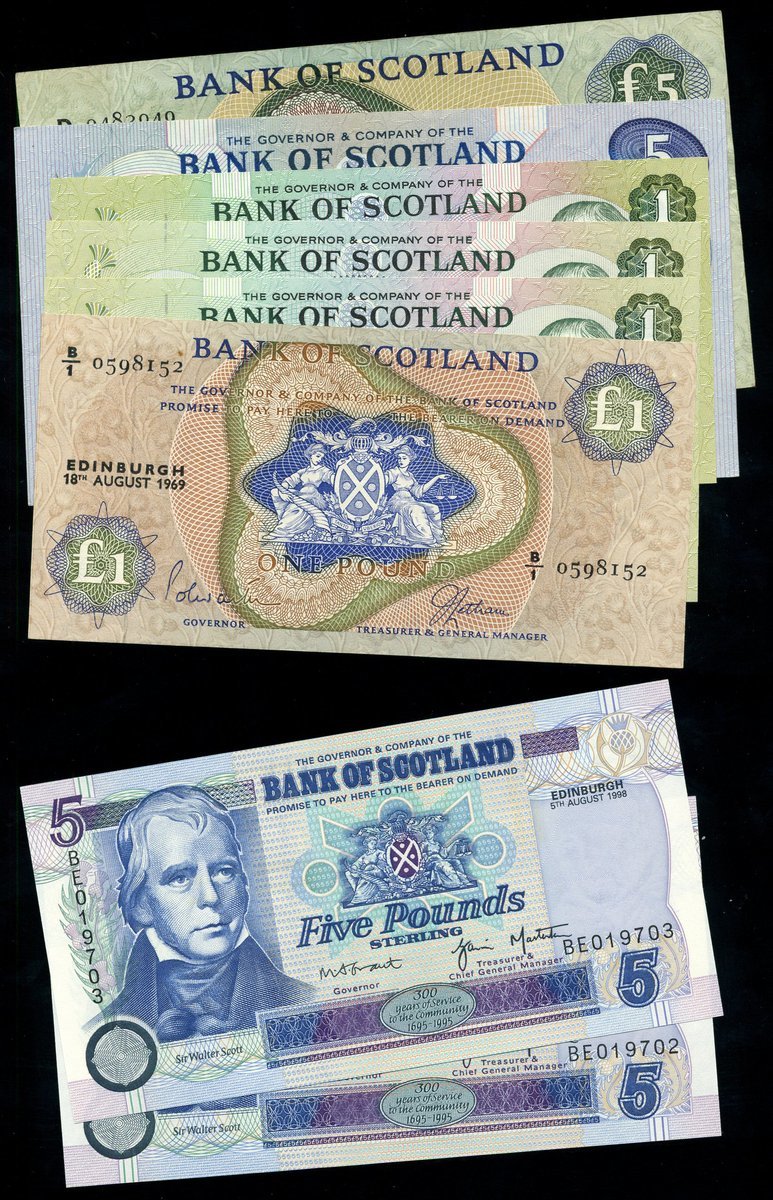 BANK OF SCOTLAND
£5
THE GOVERNOR & COMPANY OF THE
5
BANK OF SCOTLAND
THE GOVERNOR & COMPANY OF THE
BANK OF SCOTLAND
1
THE GOVERNOR & COMPANY OF THE
BANK OF SCOTLAND
1
THE GOVERNOR & COMPANY OF THE
BANK OF SCOTLAND
1
BANK OF SCOTLAND
B/1 0598152
THE GOVERNOR & COMPANY OF THE BANK OF SCOTLAND
PROMISE TO PAY HERE TO THE BEARER ON DEMAND
£1
EDINBURGH
18TH AUGUST 1969
ONE POUND
B/1 0598152
£1
GOVERNOR
TREASURER & GENERAL MANAGER
THE GOVERNOR & COMPANY OF THE
BANK OF SCOTLAND
PROMISE TO PAY HERE TO THE BEARER ON DEMAND
EDINBURGH
5TH AUGUST 1998
5
BE019703
Five Pounds
STERLING
BE019703
Governor
Treasurer &
Chief General Manager
5
300
years of Service
to the Community
1695-1995
Sir Walter Scott
BE019702
Treasurer &
Chief General Manager
5
300
years of Service
to the Community
1695-1995
Sir Walter Scott